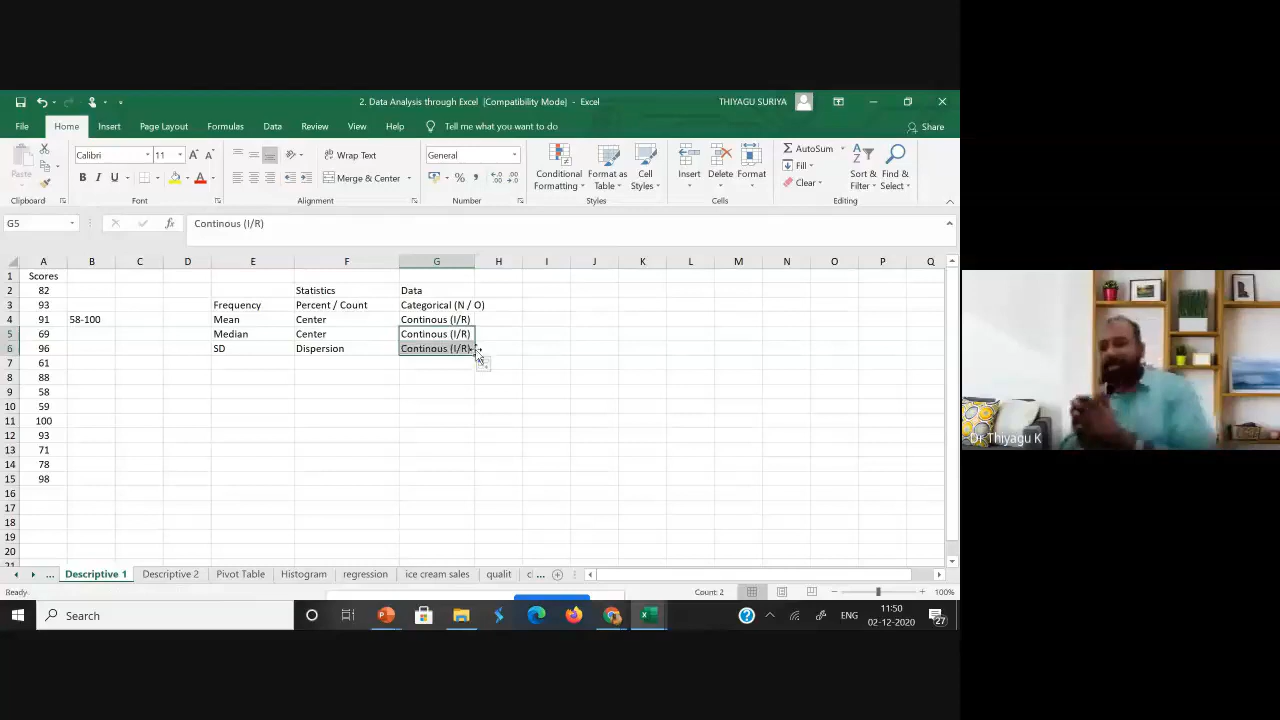 2. Data Analysis through Excel [Compatibility Mode] - Excel
THIYAGU SURIYA
File Home Insert Page Layout Formulas Data Review View Help Tell me what you want to do Share
Paste
Calibri 11
Wrap Text
General
Conditional Formatting
Format as Table
Cell Styles
Insert Delete Format
AutoSum
Fill
Clear
Sort & Filter
Find & Select
B I U
Merge & Center
Clipboard Font Alignment Number Styles Cells Editing
G5 fx Continous (I/R)
A B C D E F G H I J K L M N O P Q
1 Scores
2 82 Statistics Data
3 93 Frequency Percent / Count Categorical (N / O)
4 91 58-100 Mean Center Continous (I/R)
5 69 Median Center Continous (I/R)
6 96 SD Dispersion Continous (I/R)
7 61
8 88
9 58
10 59
11 100
12 93
13 71
14 78
15 98
16
17
18
19
20
Dr Thiyagu K
... Descriptive 1 Descriptive 2 Pivot Table Histogram regression ice cream sales qualit ...
Ready Count: 2 100%
Search ENG 11:50
02-12-2020 27